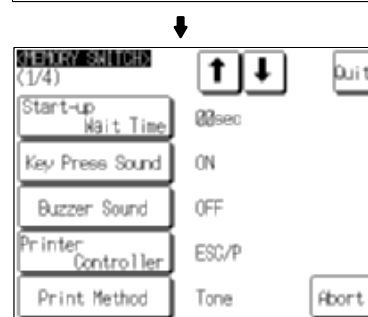 (MEMORY SWITCH)
(1/4)
Quit
Start-up
Wait Time
00sec
Key Press Sound
ON
Buzzer Sound
OFF
Printer
Controller
ESC/P
Print Method
Tone
Abort